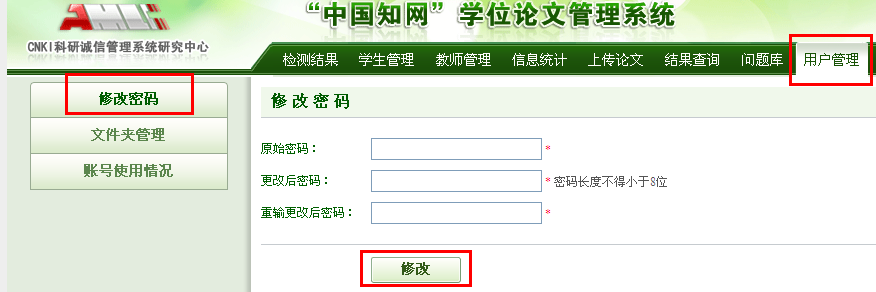 “中国知网”学位论文管理系统
CNKI科研诚信管理系统研究中心
检测结果 学生管理 教师管理 信息统计 上传论文 结果查询 问题库 用户管理
修改密码
文件夹管理
账号使用情况
修 改 密 码
原始密码： *
更改后密码： * 密码长度不得小于8位
重输更改后密码： *
修改